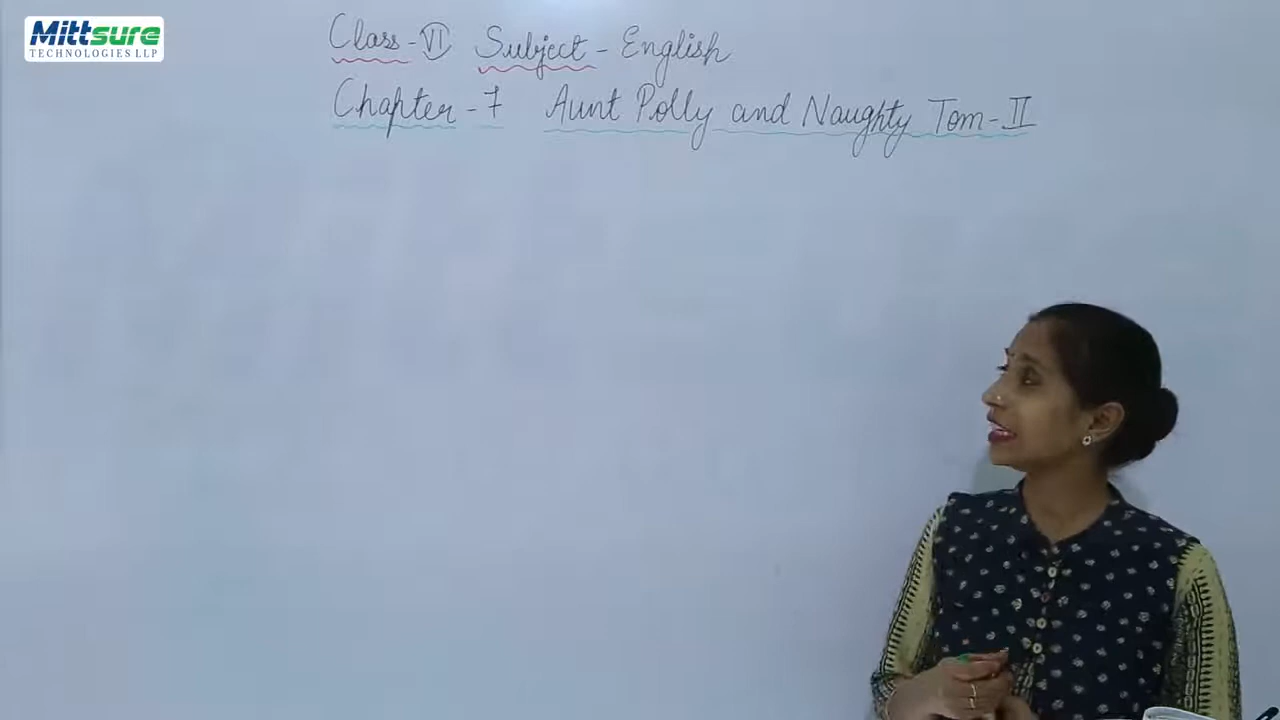 Mittsure
TECHNOLOGIES LLP
Class - VI Subject - English
Chapter - 7 Aunt Polly and Naughty Tom - II